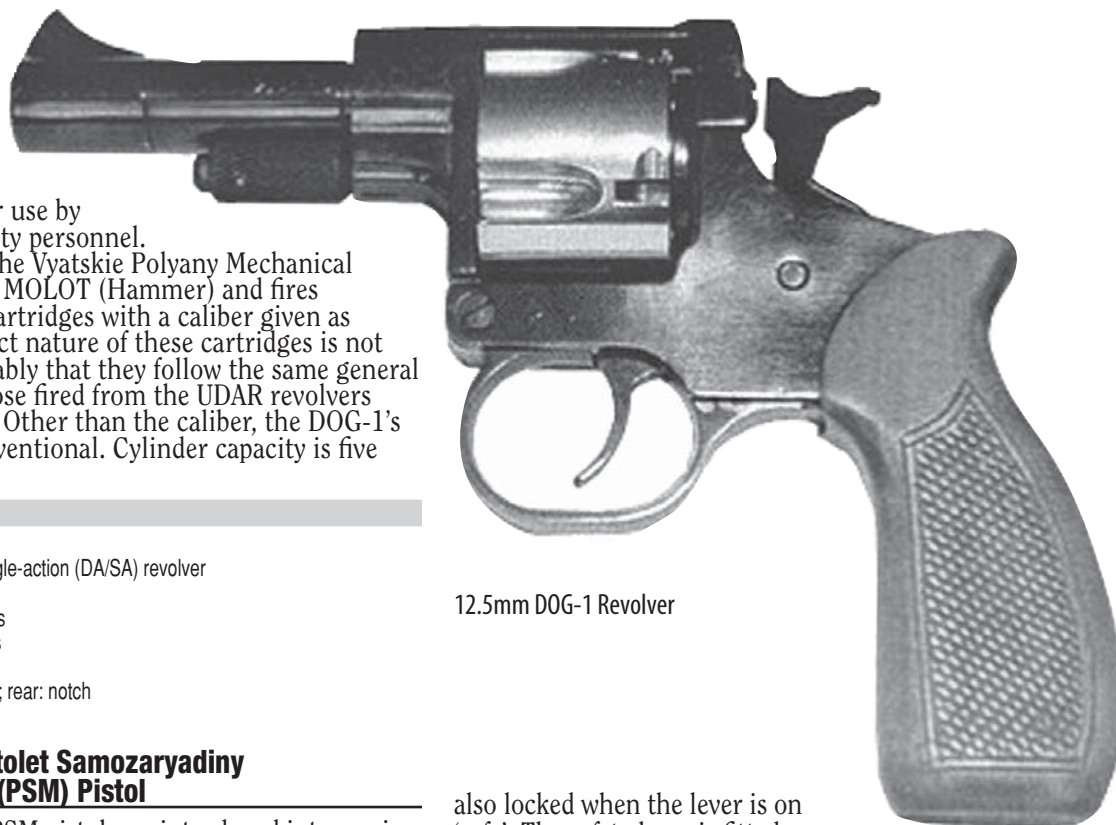 r use by
ty personnel.
he Vyatskie Polyany Mechanical
MOLOT (Hammer) and fires
artridges with a caliber given as
ct nature of these cartridges is not
ably that they follow the same general
ose fired from the UDAR revolvers
Other than the caliber, the DOG-1's
ventional. Cylinder capacity is five
gle-action (DA/SA) revolver
s
s
; rear: notch
tolet Samozaryadiny
(PSM) Pistol
12.5mm DOG-1 Revolver
also locked when the lever is on